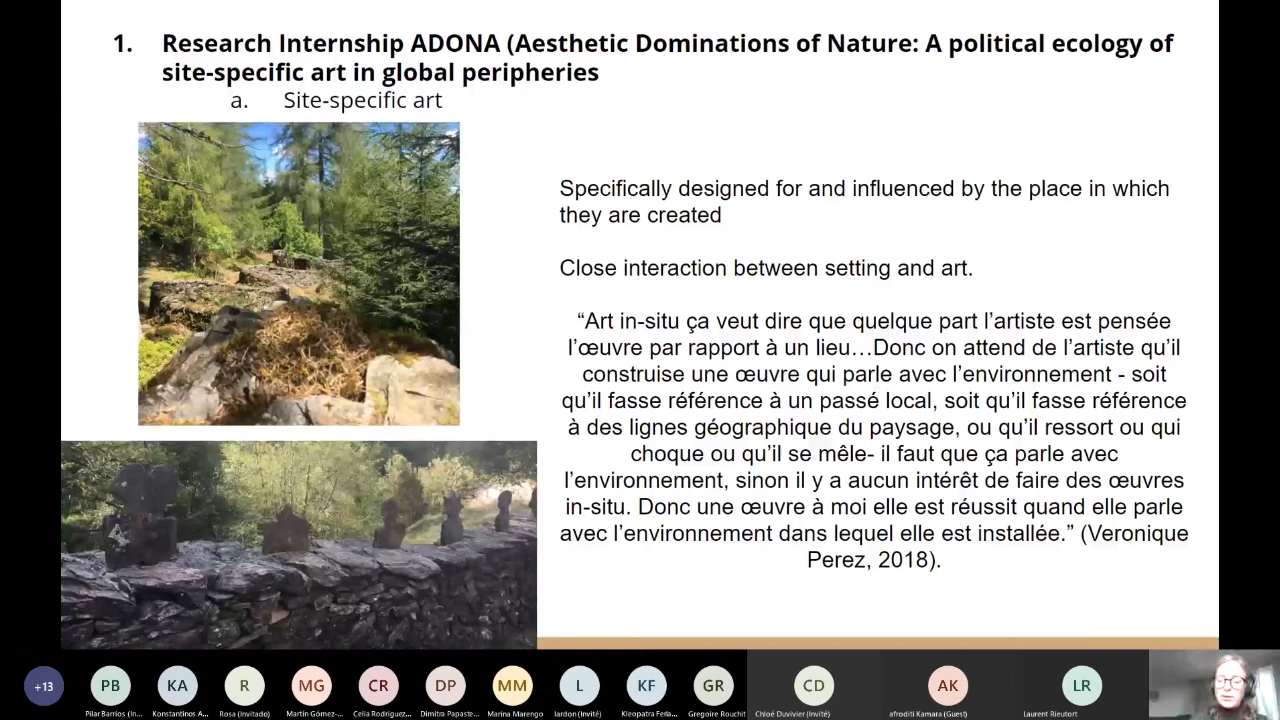 1. Research Internship ADONA (Aesthetic Dominations of Nature: A political ecology of
site-specific art in global peripheries
a. Site-specific art
Specifically designed for and influenced by the place in which
they are created
Close interaction between setting and art.
“Art in-situ ça veut dire que quelque part l’artiste est pensée
l’œuvre par rapport à un lieu…Donc on attend de l’artiste qu’il
construise une œuvre qui parle avec l’environnement - soit
qu’il fasse référence à un passé local, soit qu’il fasse référence
à des lignes géographique du paysage, ou qu’il ressort ou qui
choque ou qu’il se mêle- il faut que ça parle avec
l’environnement, sinon il y a aucun intérêt de faire des œuvres
in-situ. Donc une œuvre à moi elle est réussit quand elle parle
avec l’environnement dans lequel elle est installée.” (Veronique
Perez, 2018).
+13 PB KA R MG CR DP MM L KF GR CD AK LR
Pilar Barrios (In... Konstantinos A... Rosa (Invitado) Martin Gómez-... Celia Rodríguez... Dimitra Papaste... Marina Marengo Jardon (Invité) Kleopatra Ferla... Gregoire Rouchit Chloé Duvivier (Invité) afroditi Kamara (Guest) Laurent Rieutort